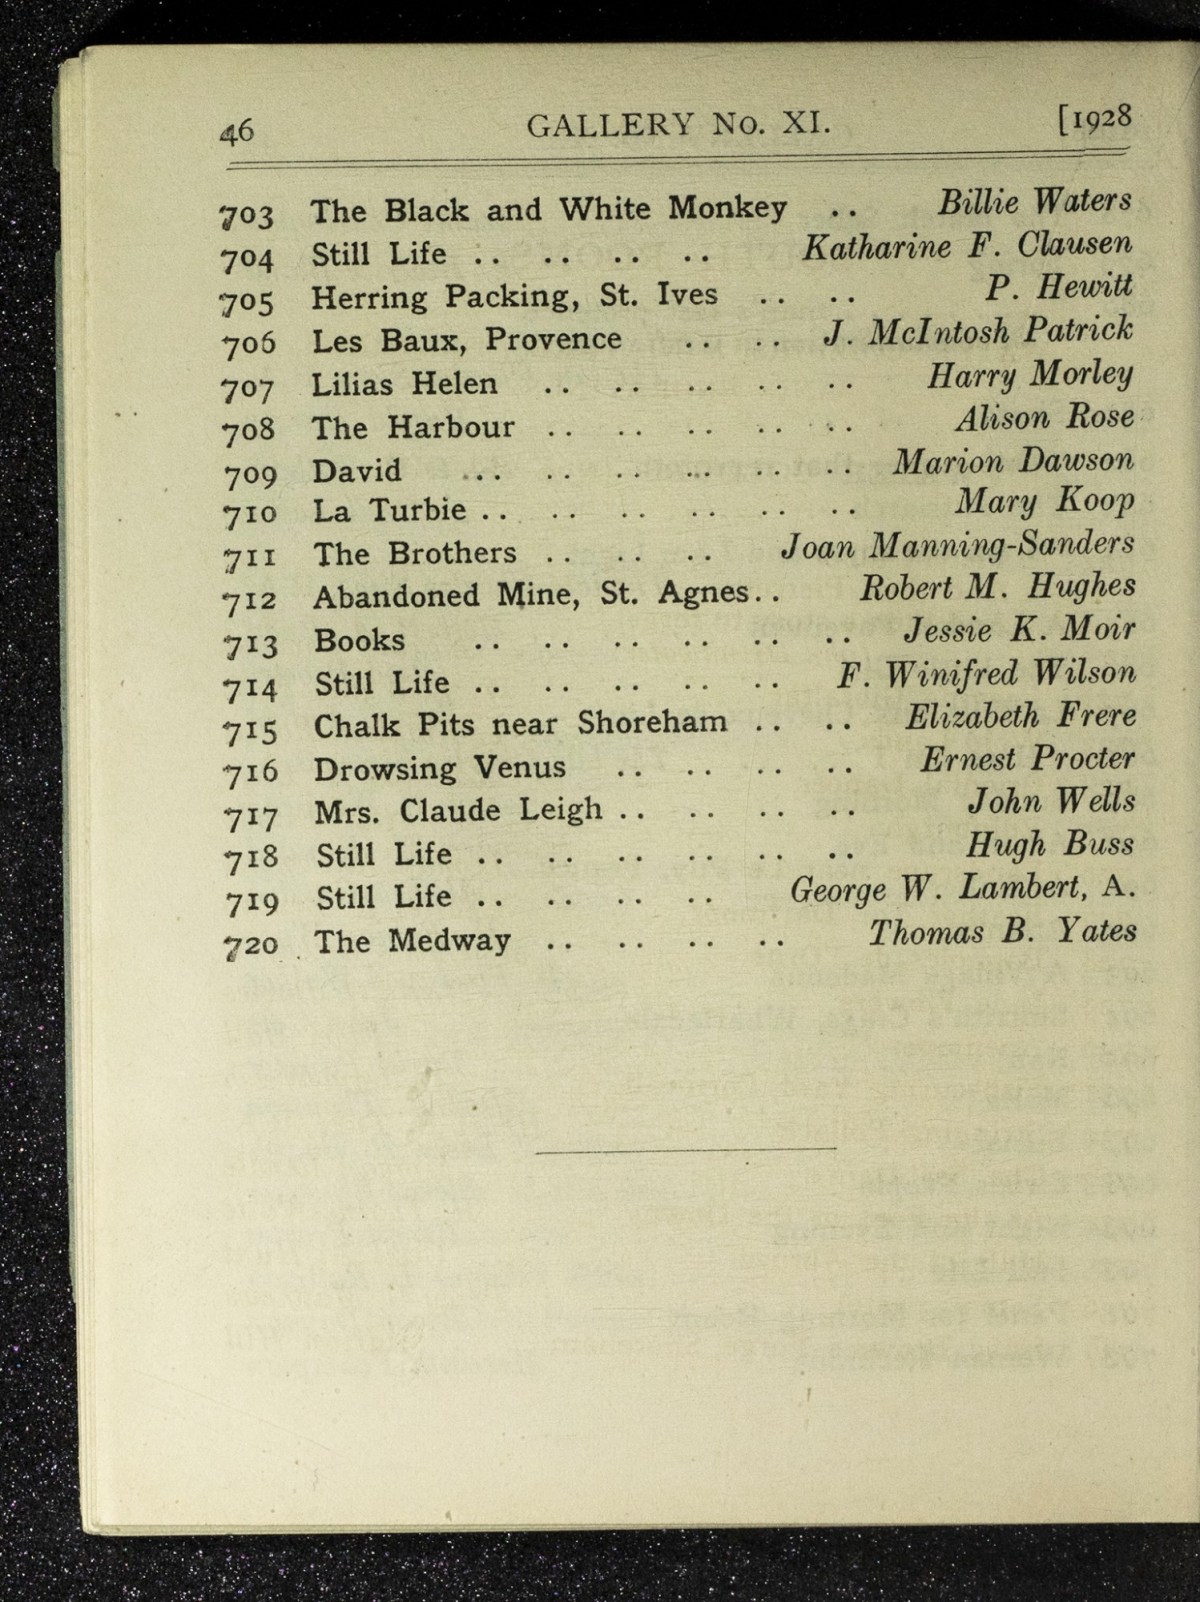 46 GALLERY No. XI. [1928
703 The Black and White Monkey .. Billie Waters
704 Still Life .. .. .. .. Katharine F. Clausen
705 Herring Packing, St. Ives .. .. P. Hewitt
706 Les Baux, Provence .. .. J. McIntosh Patrick
707 Lilias Helen .. .. .. .. .. Harry Morley
708 The Harbour .. .. .. .. .. Alison Rose
709 David .. .. .. .. .. .. Marion Dawson
710 La Turbie .. .. .. .. .. .. Mary Koop
711 The Brothers .. .. .. Joan Manning-Sanders
712 Abandoned Mine, St. Agnes.. Robert M. Hughes
713 Books .. .. .. .. .. .. Jessie K. Moir
714 Still Life .. .. .. .. .. F. Winifred Wilson
715 Chalk Pits near Shoreham .. .. Elizabeth Frere
716 Drowsing Venus .. .. .. .. Ernest Procter
717 Mrs. Claude Leigh .. .. .. .. John Wells
718 Still Life .. .. .. .. .. .. Hugh Buss
719 Still Life .. .. .. .. George W. Lambert, A.
720 The Medway .. .. .. .. Thomas B. Yates